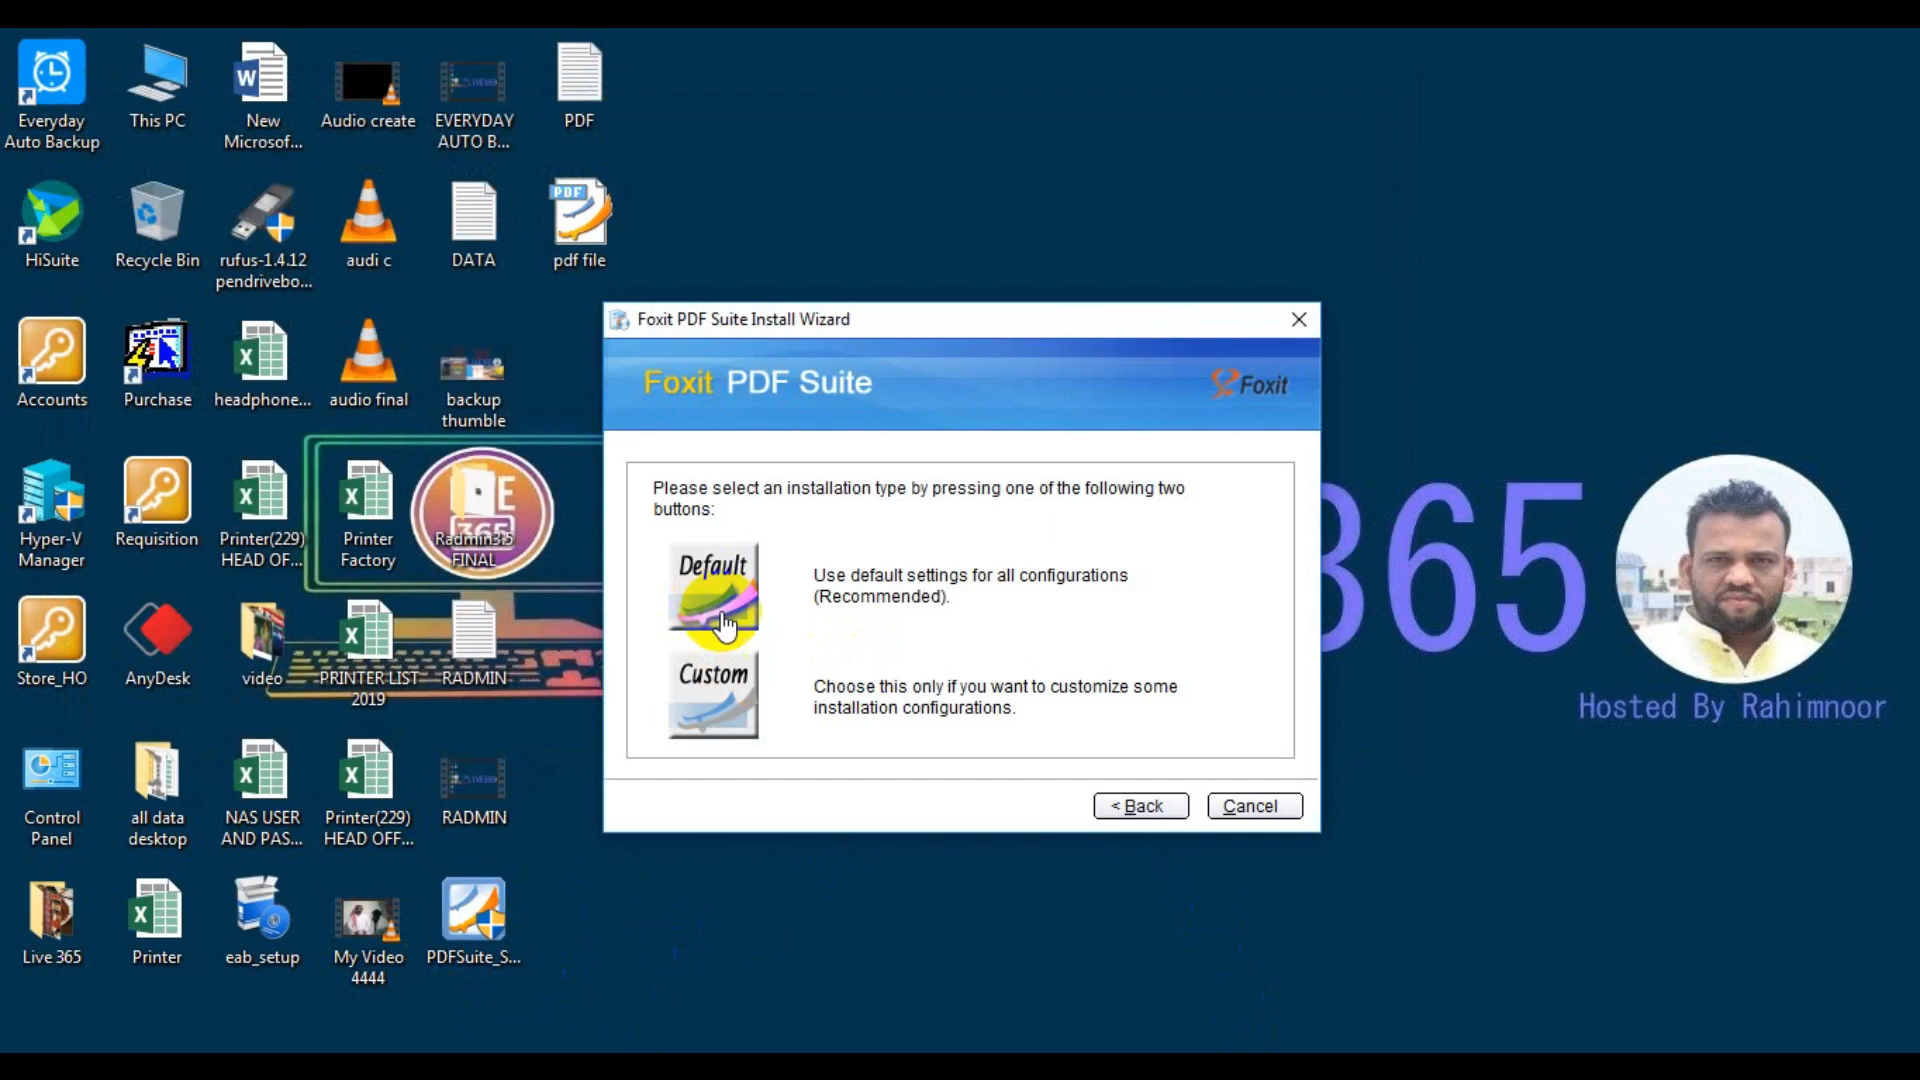 Everyday
Auto Backup
This PC
New
Microsof...
Audio create
EVERYDAY
AUTO B...
PDF
HiSuite
Recycle Bin
rufus-1.4.12
pendrivebo...
audi c
DATA
PDF
pdf file
Accounts
Purchase
headphone...
audio final
backup
thumble
Hyper-V
Manager
Requisition
Printer(229)
HEAD OF...
Printer
Factory
E
365
Radmin3.5
FINAL
Store_HO
AnyDesk
video
PRINTER LIST
2019
RADMIN
Control
Panel
all data
desktop
NAS USER
AND PAS...
Printer(229)
HEAD OFF...
RADMIN
Live 365
Printer
eab_setup
My Video
4444
PDFSuite_S...
Foxit PDF Suite Install Wizard
Foxit PDF Suite
Foxit
Please select an installation type by pressing one of the following two
buttons:
Default
Use default settings for all configurations
(Recommended).
Custom
Choose this only if you want to customize some
installation configurations.
< Back
Cancel
365
Hosted By Rahimnoor